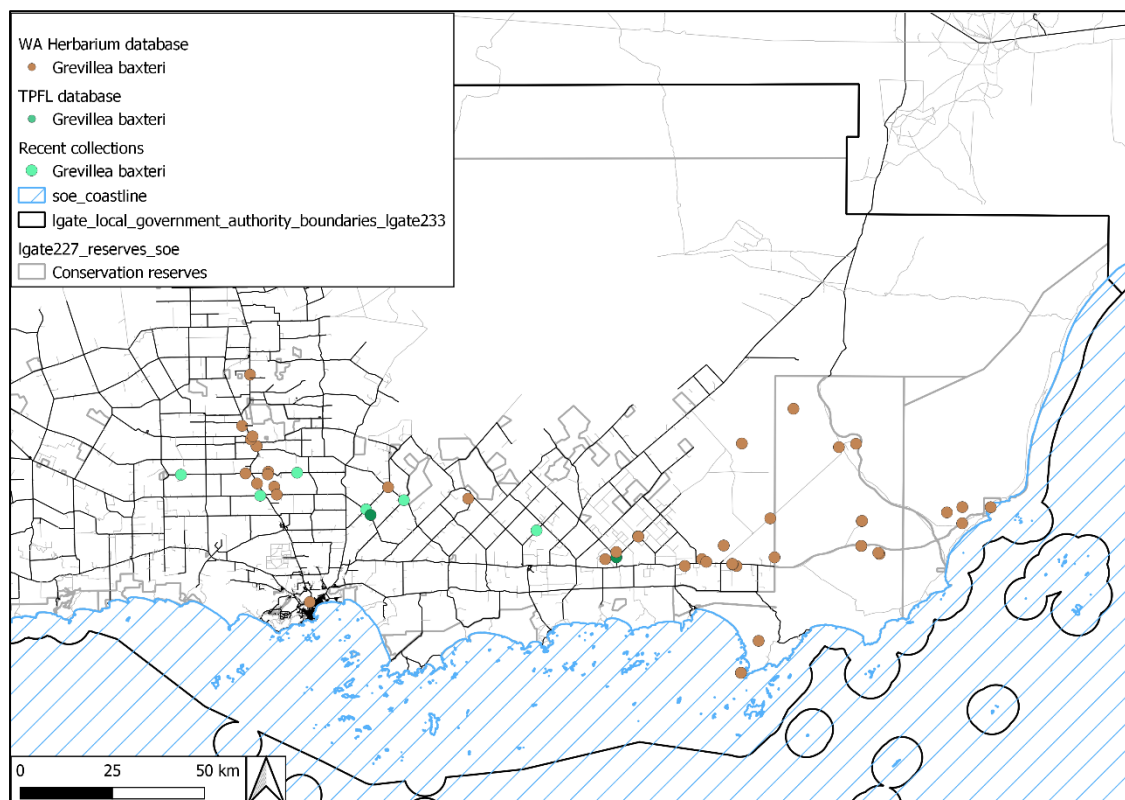 WA Herbarium database
Grevillea baxteri
TPFL database
Grevillea baxteri
Recent collections
Grevillea baxteri
soe_coastline
lgate_local_government_authority_boundaries_lgate233
lgate227_reserves_soe
Conservation reserves
0 25 50 km